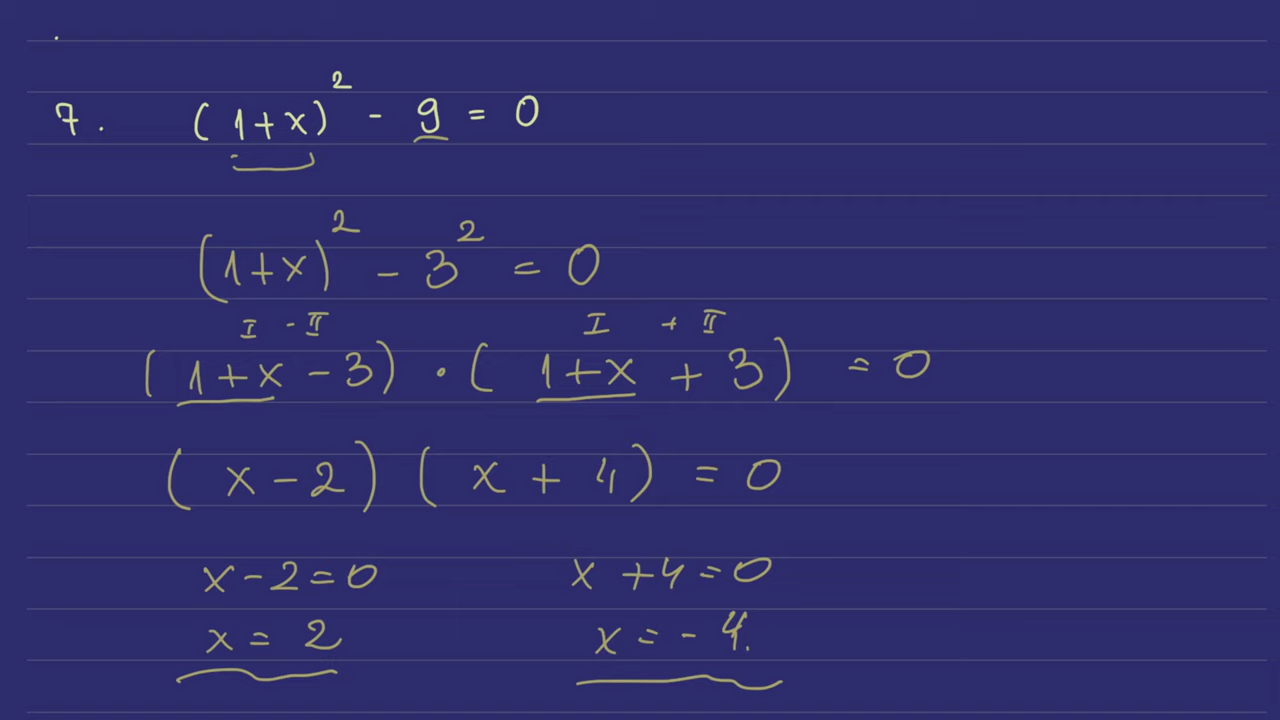 7. (1+x)² - 9 = 0
(1+x)² - 3² = 0
I - II I + II
(1+x - 3) · (1+x + 3) = 0
(x - 2) (x + 4) = 0
x - 2 = 0 x + 4 = 0
x = 2 x = - 4.